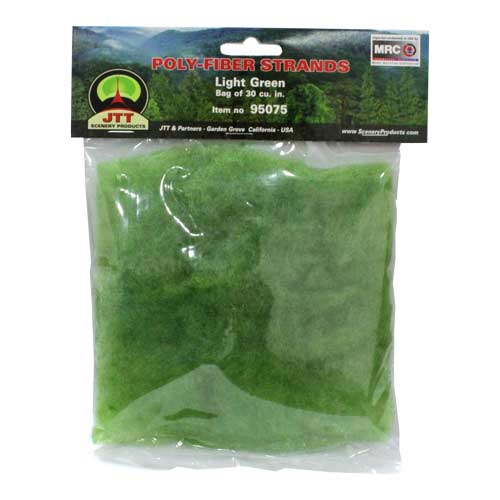 POLY-FIBER STRANDS
Light Green
Bag of 30 cu. in.
Item no 95075
JTT
SCENERY PRODUCTS
JTT & Partners - Garden Grove California - USA
MRC
www.SceneryProducts.com